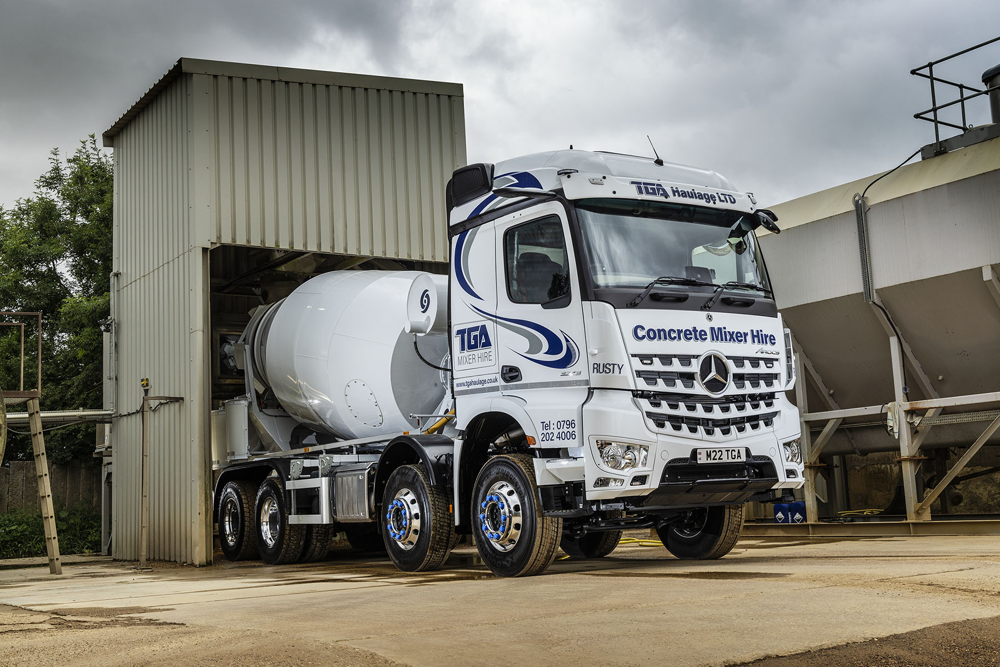 TGA Haulage LTD
Concrete Mixer Hire
AROCS
TGA
MIXER HIRE
RUSTY
www.tgahaulage.co.uk
Tel : 0796
202 4006
UK
M22 TGA